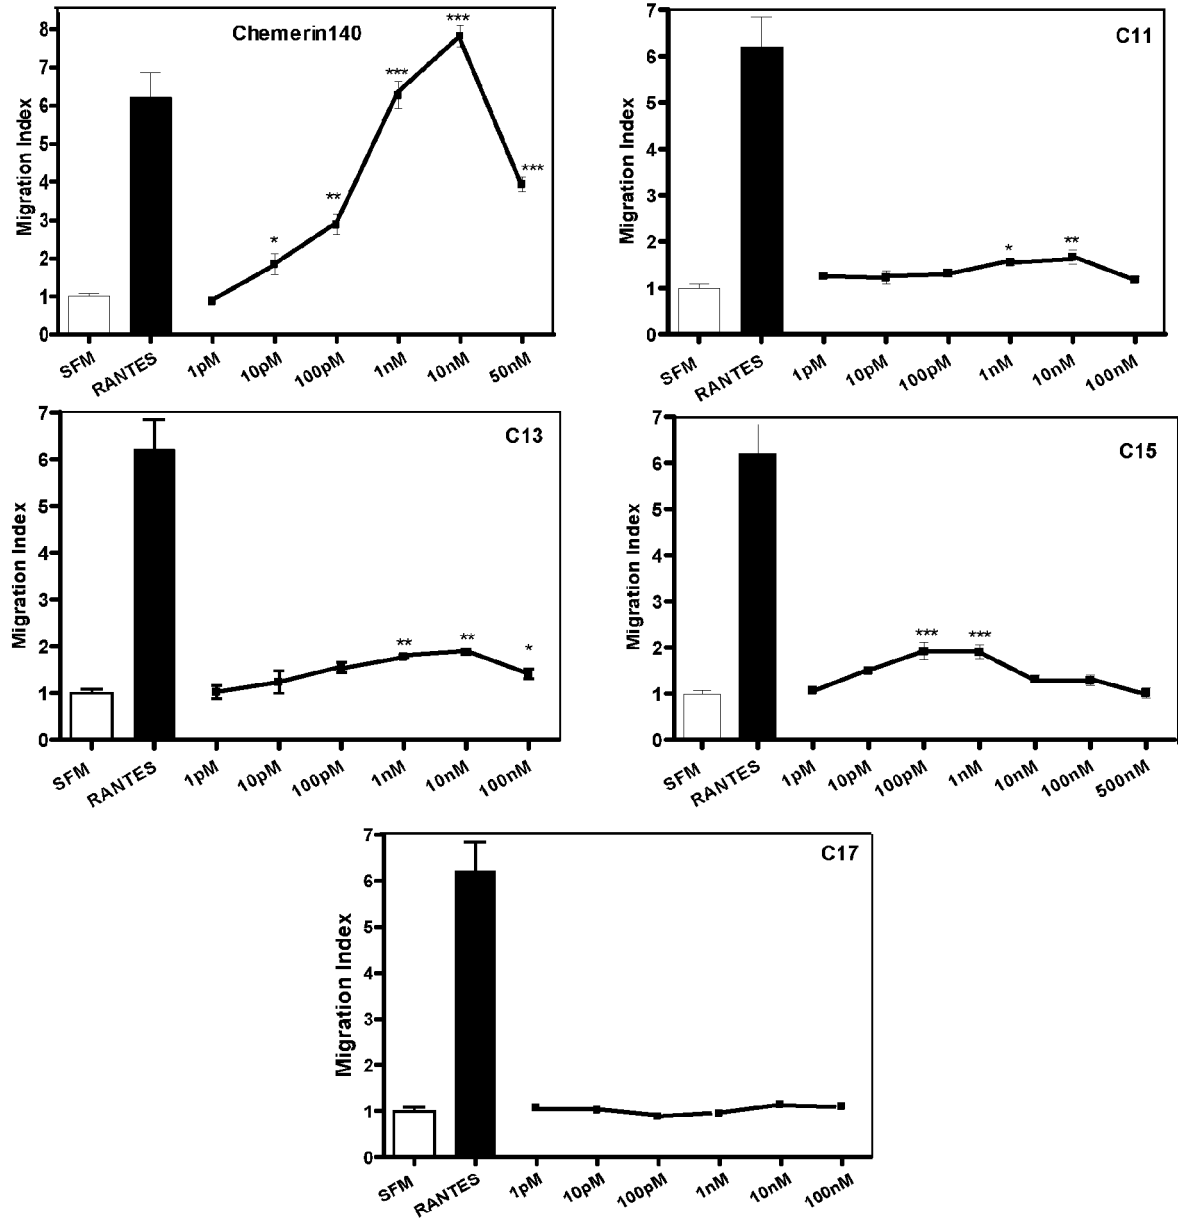 Chemerin140
Migration Index
8
7
6
5
4
3
2
1
0
* ** *** *** ***
SFM RANTES 1pM 10pM 100pM 1nM 10nM 50nM
C11
Migration Index
7
6
5
4
3
2
1
0
* **
SFM RANTES 1pM 10pM 100pM 1nM 10nM 100nM
C13
Migration Index
7
6
5
4
3
2
1
0
** ** *
SFM RANTES 1pM 10pM 100pM 1nM 10nM 100nM
C15
Migration Index
7
6
5
4
3
2
1
0
*** ***
SFM RANTES 1pM 10pM 100pM 1nM 10nM 100nM 500nM
C17
Migration Index
7
6
5
4
3
2
1
0
SFM RANTES 1pM 10pM 100pM 1nM 10nM 100nM